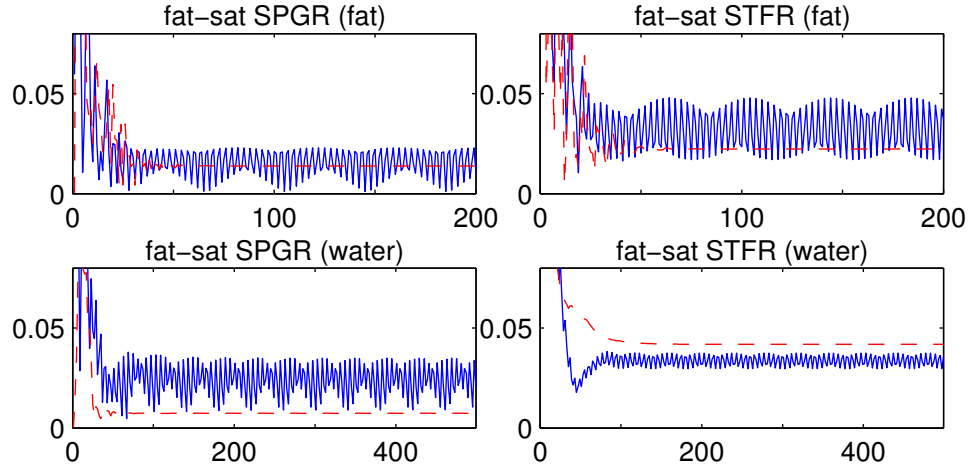 fat-sat SPGR (fat)
0.05
0
0 100 200
fat-sat STFR (fat)
0.05
0
0 100 200
fat-sat SPGR (water)
0.05
0
0 200 400
fat-sat STFR (water)
0.05
0
0 200 400